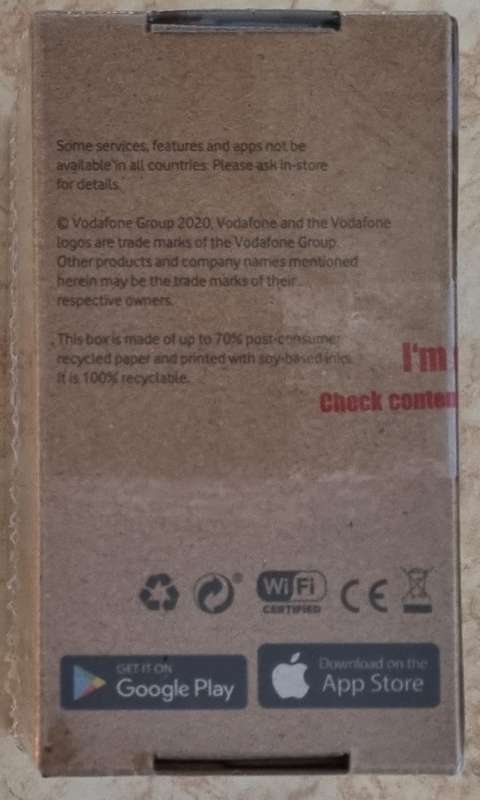 Some services, features and apps not be
available in all countries. Please ask in-store
for details.
© Vodafone Group 2020, Vodafone and the Vodafone
logos are trade marks of the Vodafone Group.
Other products and company names mentioned
herein may be the trade marks of their
respective owners.
This box is made of up to 70% post-consumer
recycled paper and printed with soy-based inks.
It is 100% recyclable.
I'm
Check conten
WiFi
CERTIFIED
CE
GET IT ON
Google Play
Download on the
App Store